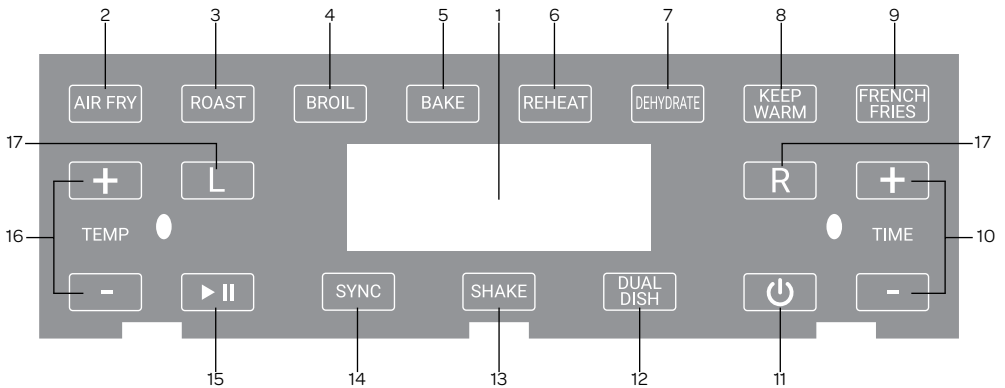 2 3 4 5 1 6 7 8 9
AIR FRY ROAST BROIL BAKE REHEAT DEHYDRATE KEEP WARM FRENCH FRIES
17 17
+ L R +
16 TEMP TIME 10
- SYNC SHAKE DUAL DISH -
15 14 13 12 11